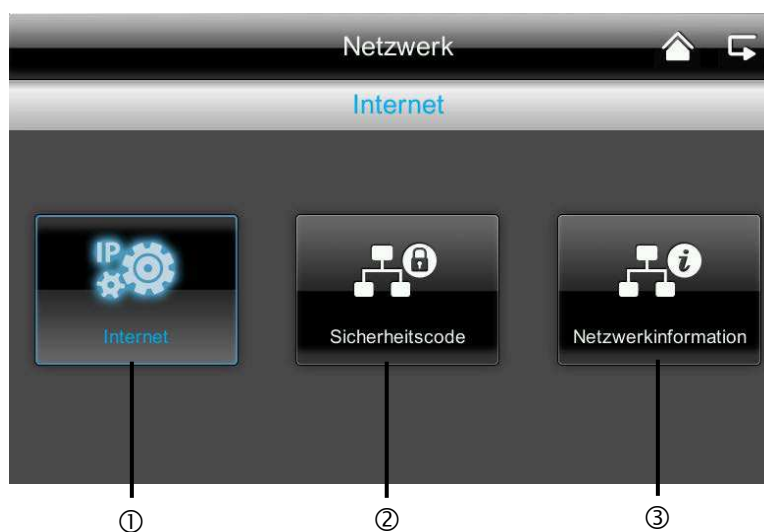 Netzwerk
Internet
IP
Internet
Sicherheitscode
i
Netzwerkinformation
① ② ③